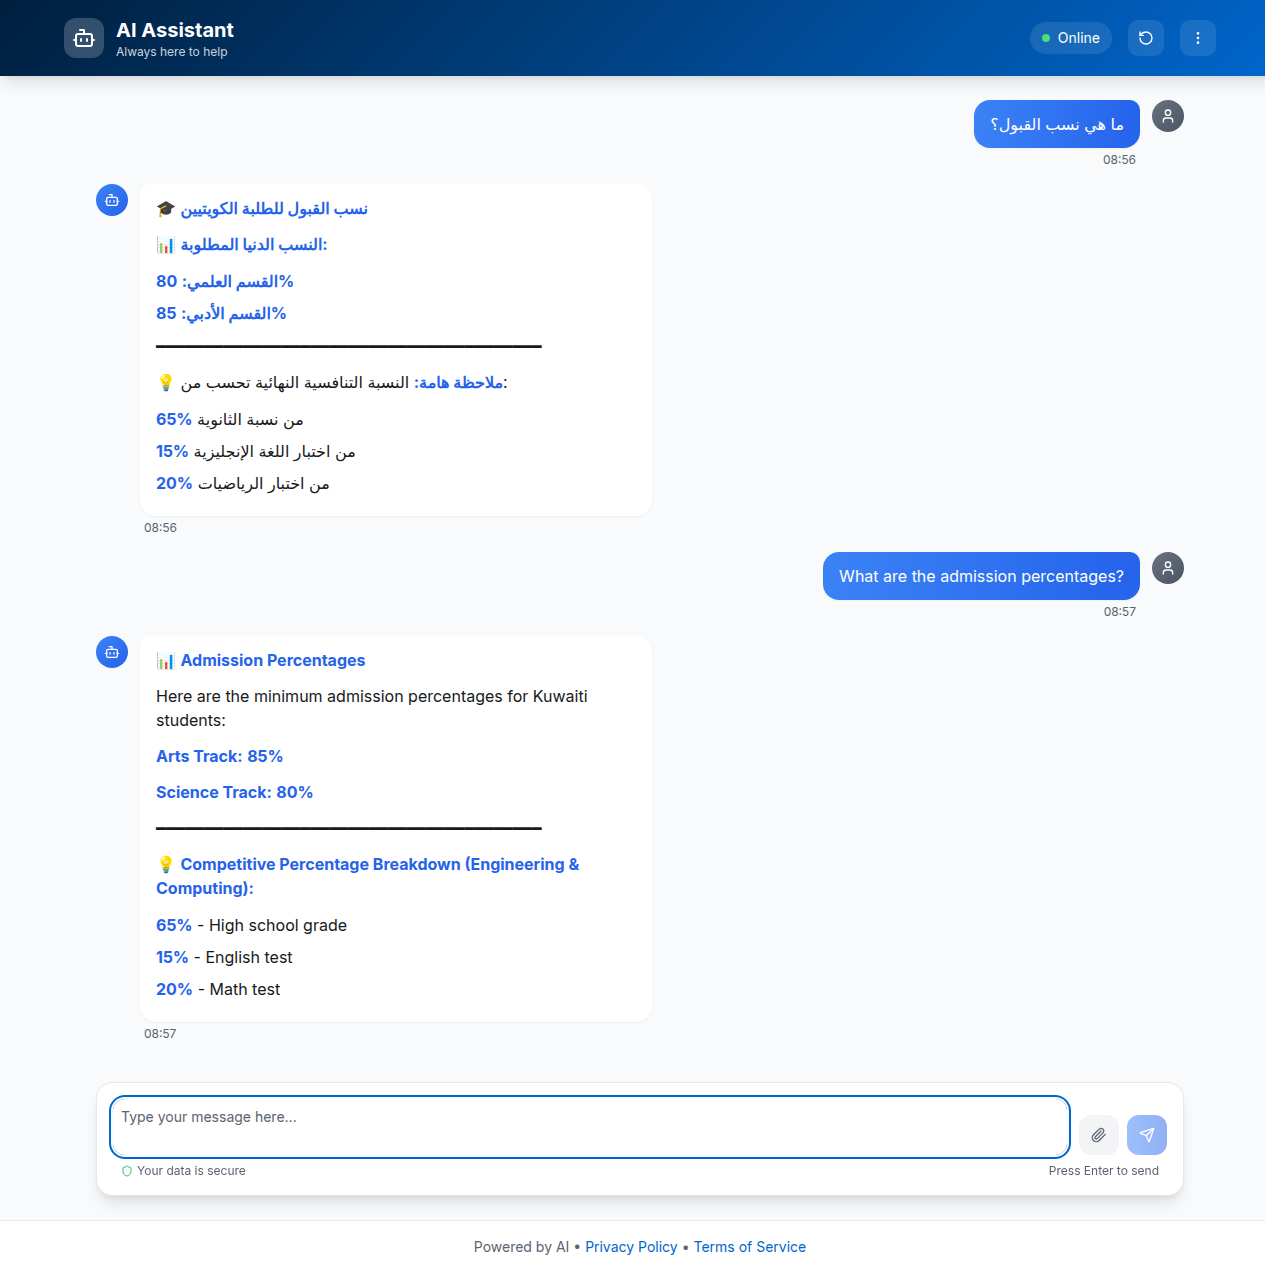 AI Assistant
Always here to help
Online
ما هي نسب القبول؟
08:56
🎓 نسب القبول للطلبة الكويتيين
📊 النسب الدنيا المطلوبة:
القسم العلمي: 80%
القسم الأدبي: 85%
💡 ملاحظة هامة: النسبة التنافسية النهائية تحسب من:
65% من نسبة الثانوية
15% من اختبار اللغة الإنجليزية
20% من اختبار الرياضيات
08:56
What are the admission percentages?
08:57
📊 Admission Percentages
Here are the minimum admission percentages for Kuwaiti
students:
Arts Track: 85%
Science Track: 80%
💡 Competitive Percentage Breakdown (Engineering &
Computing):
65% - High school grade
15% - English test
20% - Math test
08:57
Type your message here...
Your data is secure
Press Enter to send
Powered by AI • Privacy Policy • Terms of Service